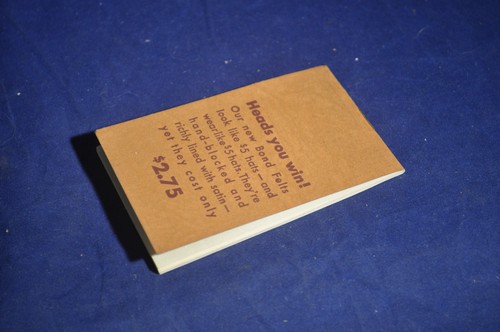 Heads you win!
Our new Bond Felts
look like $5 hats—and
wear like $5 hats. They're
hand-blocked and
richly lined with satin—
yet they cost only
$2.75